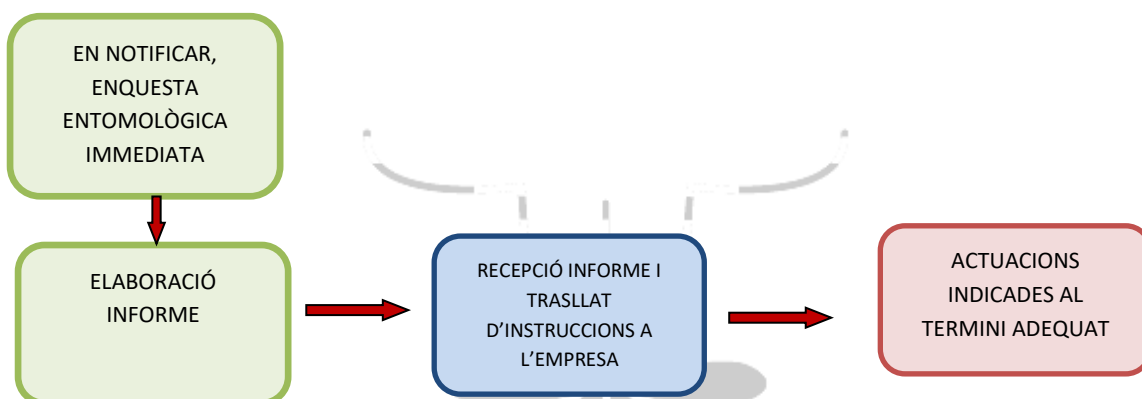 EN NOTIFICAR,
ENQUESTA
ENTOMOLÒGICA
IMMEDIATA
ELABORACIÓ
INFORME
RECEPCIÓ INFORME I
TRASLLAT
D’INSTRUCCIONS A
L’EMPRESA
ACTUACIONS
INDICADES AL
TERMINI ADEQUAT